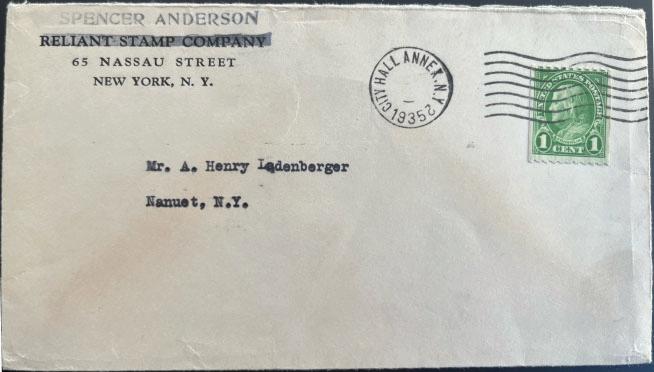 SPENCER ANDERSON
RELIANT STAMP COMPANY
65 NASSAU STREET
NEW YORK, N. Y.
CITY HALL ANNEX, N.Y.
1935
UNITED STATES POSTAGE
1 CENT 1
Mr. A. Henry Ladenberger
Nanuet, N.Y.